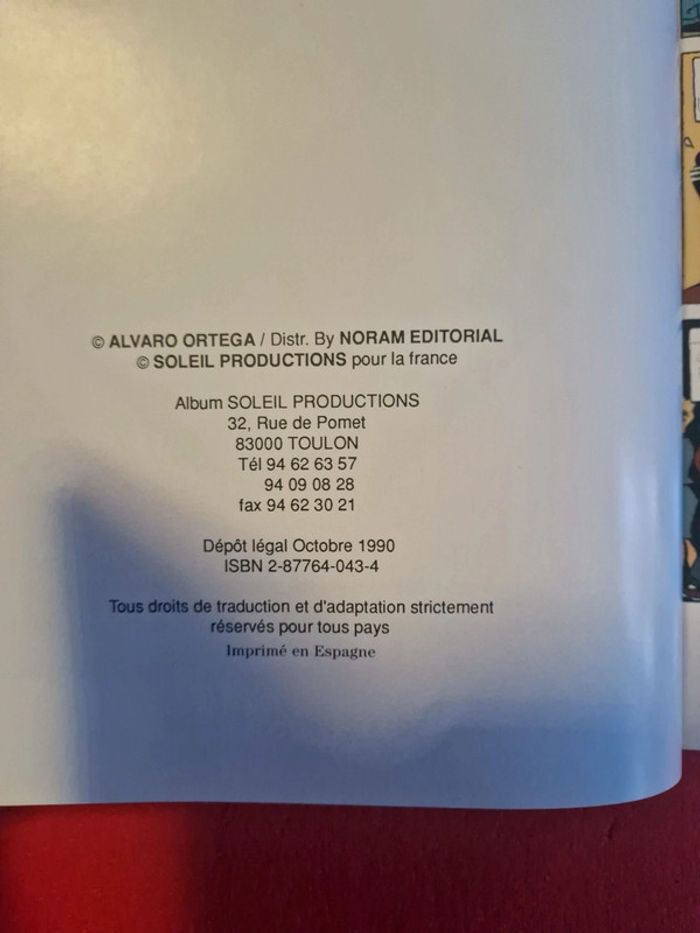 © ALVARO ORTEGA / Distr. By NORAM EDITORIAL
© SOLEIL PRODUCTIONS pour la france
Album SOLEIL PRODUCTIONS
32, Rue de Pomet
83000 TOULON
Tél 94 62 63 57
94 09 08 28
fax 94 62 30 21
Dépôt légal Octobre 1990
ISBN 2-87764-043-4
Tous droits de traduction et d'adaptation strictement
réservés pour tous pays
Imprimé en Espagne